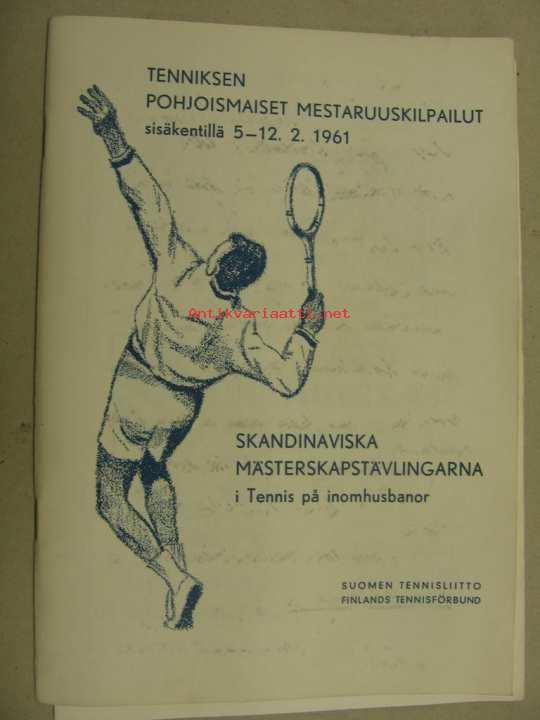 TENNIKSEN
POHJOISMAISET MESTARUUSKILPAILUT
sisäkentillä 5–12. 2. 1961
Antikvariaatti.net
SKANDINAVISKA
MÄSTERSKAPSTÄVLINGARNA
i Tennis på inomhusbanor
SUOMEN TENNISLIITTO
FINLANDS TENNISFÖRBUND